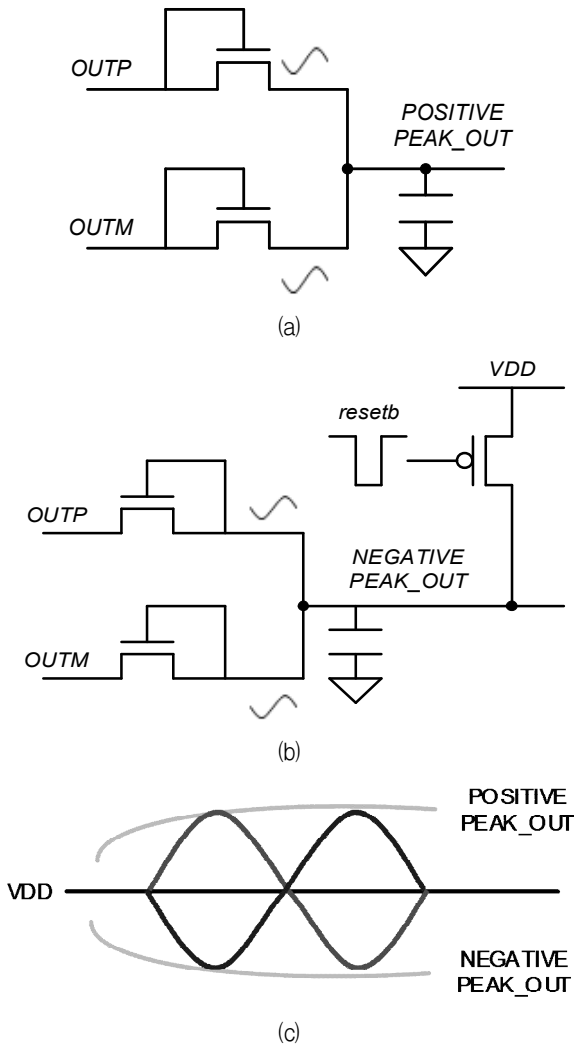 OUTP
POSITIVE
PEAK_OUT
OUTM
(a)
VDD
resetb
OUTP
NEGATIVE
PEAK_OUT
OUTM
(b)
POSITIVE
PEAK_OUT
VDD
NEGATIVE
PEAK_OUT
(c)